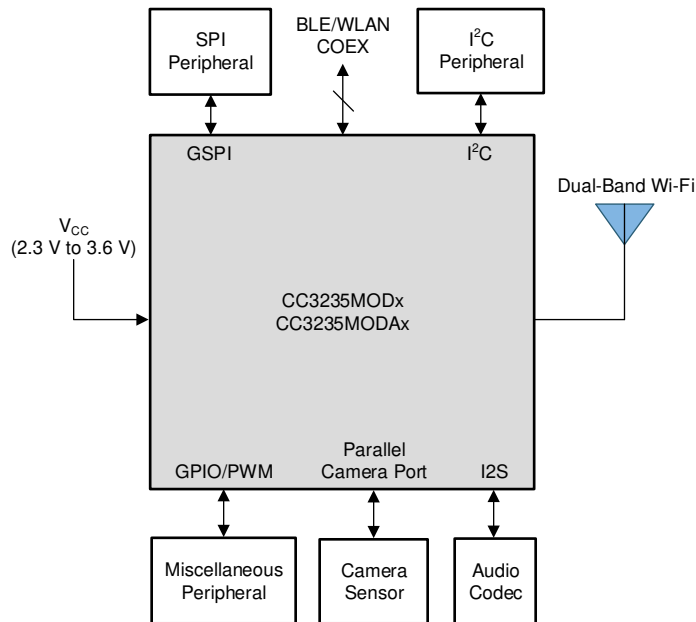 SPI
Peripheral
BLE/WLAN
COEX
I²C
Peripheral
GSPI
I²C
Dual-Band Wi-Fi
VCC
(2.3 V to 3.6 V)
CC3235MODx
CC3235MODAx
GPIO/PWM
Parallel
Camera Port
I2S
Miscellaneous
Peripheral
Camera
Sensor
Audio
Codec